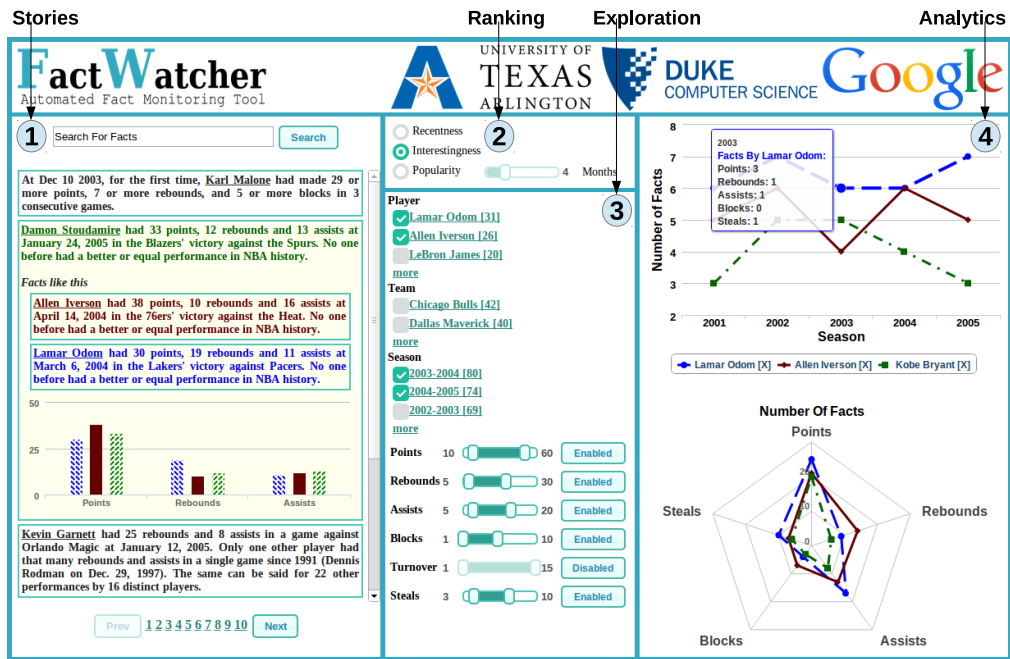 Stories
Ranking
Exploration
Analytics
FactWatcher
Automated Fact Monitoring Tool
UNIVERSITY OF
TEXAS
ARLINGTON
DUKE
COMPUTER SCIENCE
Google
1
Search For Facts
Search
At Dec 10 2003, for the first time, Karl Malone had made 29 or
more points, 7 or more rebounds, and 5 or more blocks in 3
consecutive games.
Damon Stoudamire had 33 points, 12 rebounds and 13 assists at
January 24, 2005 in the Blazers' victory against the Spurs. No one
before had a better or equal performance in NBA history.
Facts like this
Allen Iverson had 38 points, 10 rebounds and 16 assists at
April 14, 2004 in the 76ers' victory against the Heat. No one
before had a better or equal performance in NBA history.
Lamar Odom had 30 points, 19 rebounds and 11 assists at
March 6, 2004 in the Lakers' victory against Pacers. No one
before had a better or equal performance in NBA history.
50
25
0
Points
Rebounds
Assists
Kevin Garnett had 25 rebounds and 8 assists in a game against
Orlando Magic at January 12, 2005. Only one other player had
that many rebounds and assists in a single game since 1991 (Dennis
Rodman on Dec. 29, 1997). The same can be said for 22 other
performances by 16 distinct players.
Prev 1 2 3 4 5 6 7 8 9 10 Next
2
Recentness
Interestingness
Popularity
4 Months
3
Player
Lamar Odom [31]
Allen Iverson [26]
LeBron James [20]
more
Team
Chicago Bulls [42]
Dallas Maverick [40]
more
Season
2003-2004 [80]
2004-2005 [74]
2002-2003 [69]
more
Points 10 60 Enabled
Rebounds 5 30 Enabled
Assists 5 20 Enabled
Blocks 1 10 Enabled
Turnover 1 15 Disabled
Steals 3 10 Enabled
4
8
7
6
5
4
3
2
Number of Facts
2003
Facts By Lamar Odom:
Points: 3
Rebounds: 1
Assists: 1
Blocks: 0
Steals: 1
2001 2002 2003 2004 2005
Season
Lamar Odom [X] Allen Iverson [X] Kobe Bryant [X]
Number Of Facts
Points
Steals
Rebounds
20
10
0
Blocks
Assists